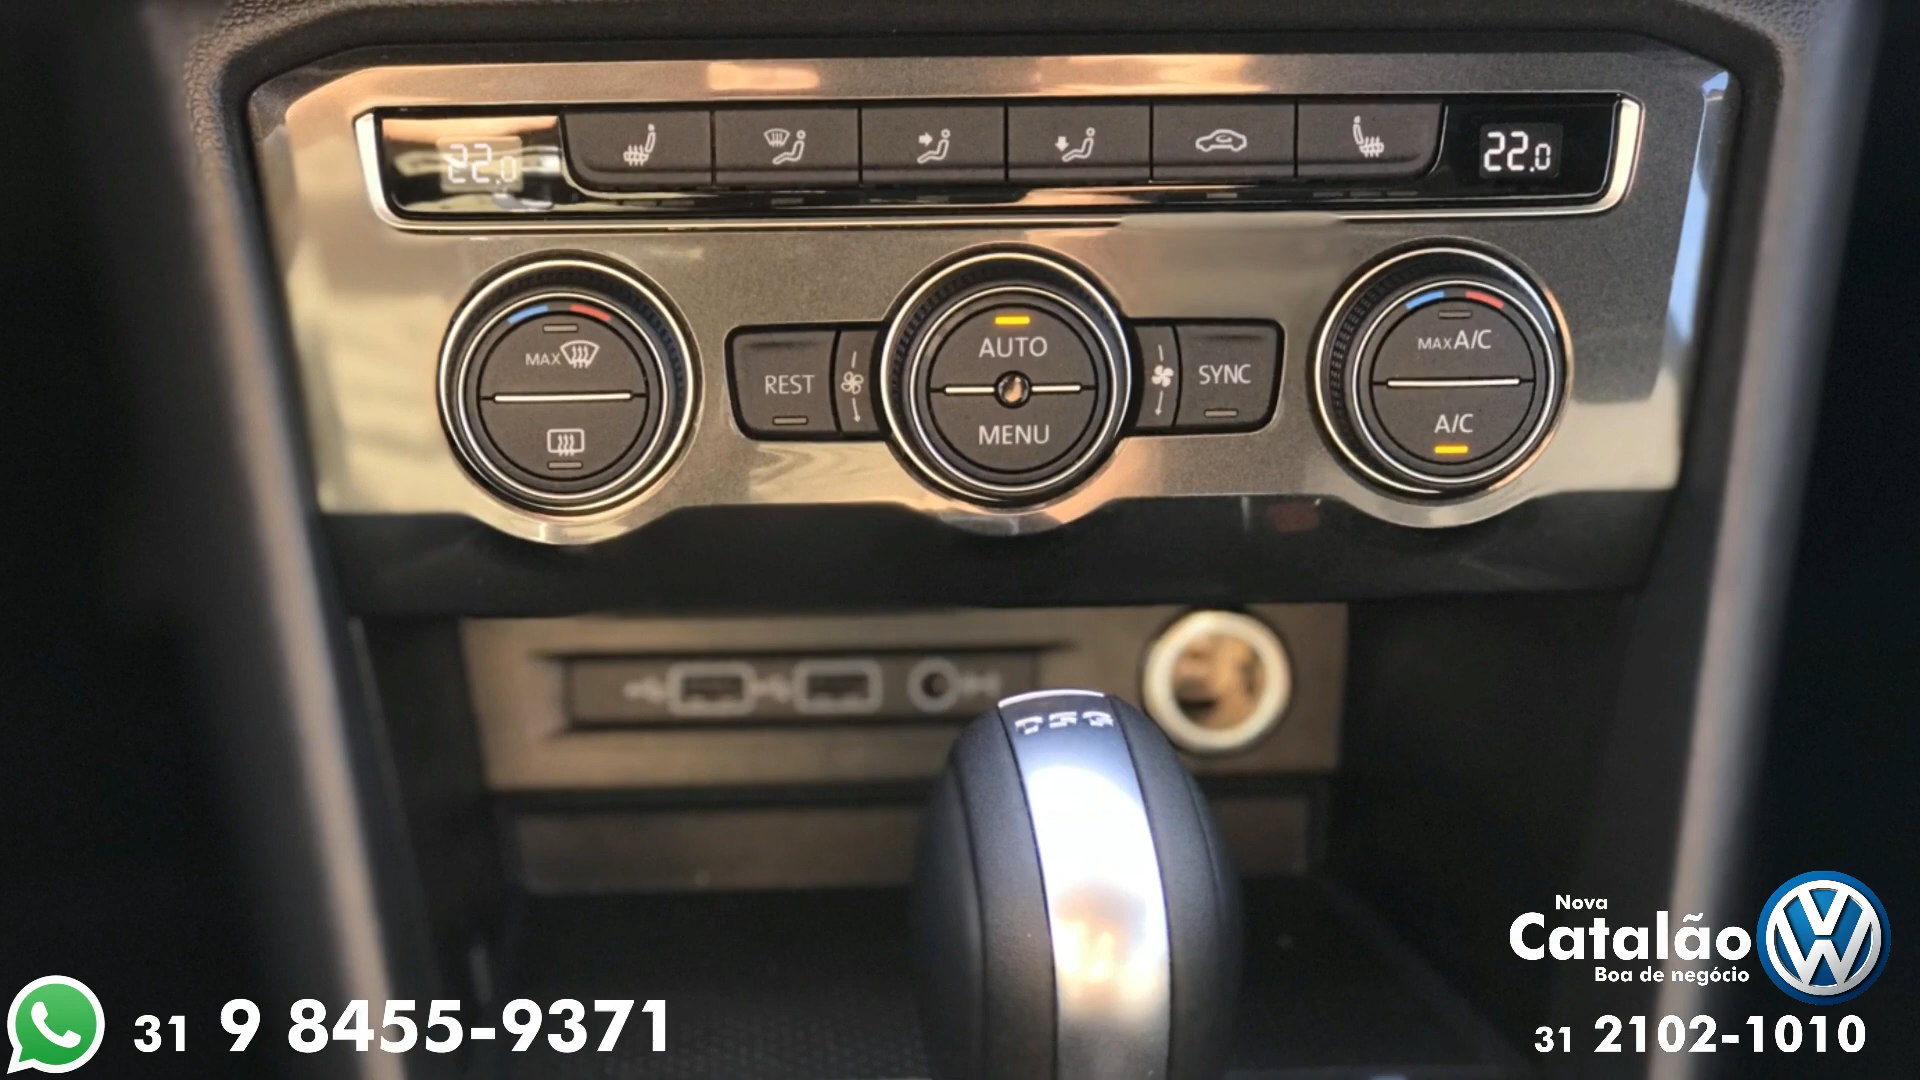 22.0
22.0
MAX
REST
AUTO
MENU
SYNC
MAX A/C
A/C
DSG
Nova
Catalão
Boa de negócio
31 9 8455-9371
31 2102-1010